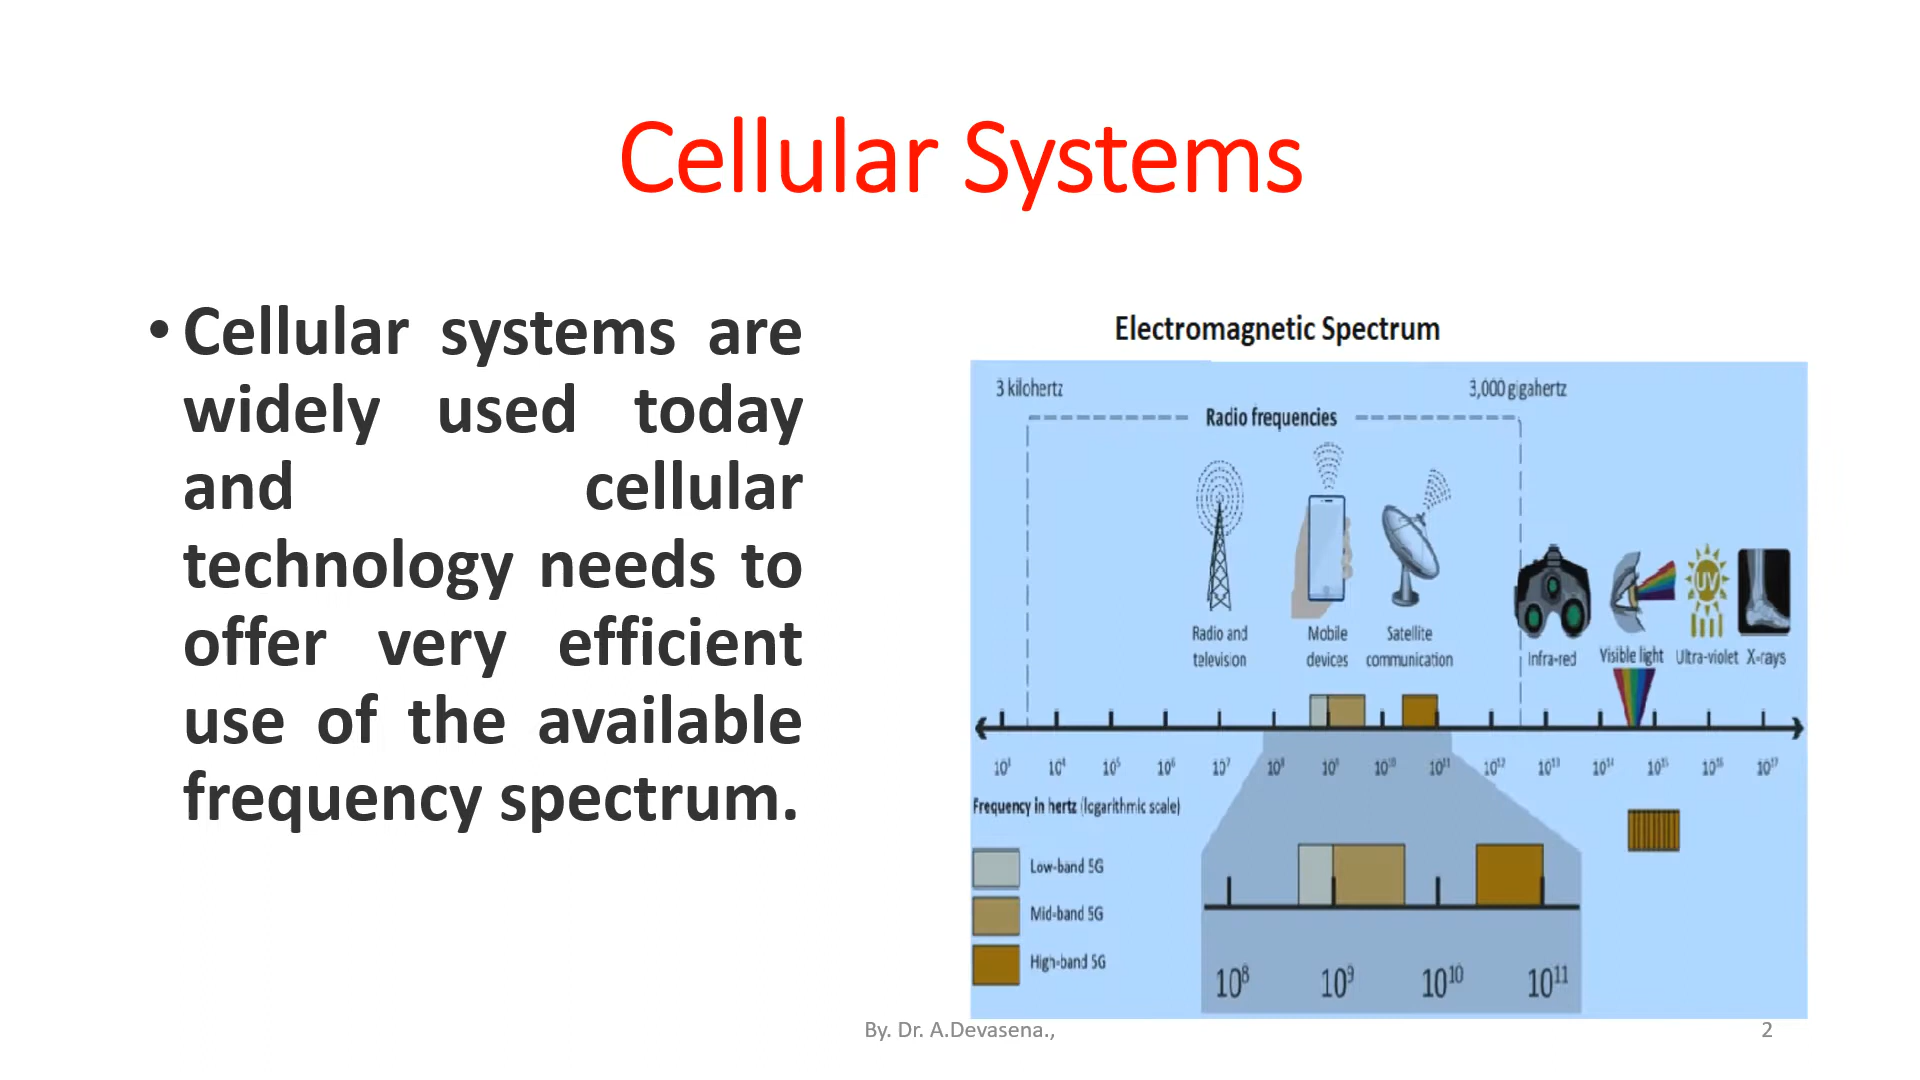 Cellular Systems
• Cellular systems are
widely used today
and cellular
technology needs to
offer very efficient
use of the available
frequency spectrum.
Electromagnetic Spectrum
3 kilohertz
3,000 gigahertz
Radio frequencies
Radio and
television
Mobile
devices
Satellite
communication
Infra-red
Visible light
UV
Ultra-violet
X-rays
10³ 10⁴ 10⁵ 10⁶ 10⁷ 10⁸ 10⁹ 10¹⁰ 10¹¹ 10¹² 10¹³ 10¹⁴ 10¹⁵ 10¹⁶ 10¹⁷
Frequency in hertz (logarithmic scale)
Low-band 5G
Mid-band 5G
High-band 5G
10⁸ 10⁹ 10¹⁰ 10¹¹
By. Dr. A.Devasena.,
2